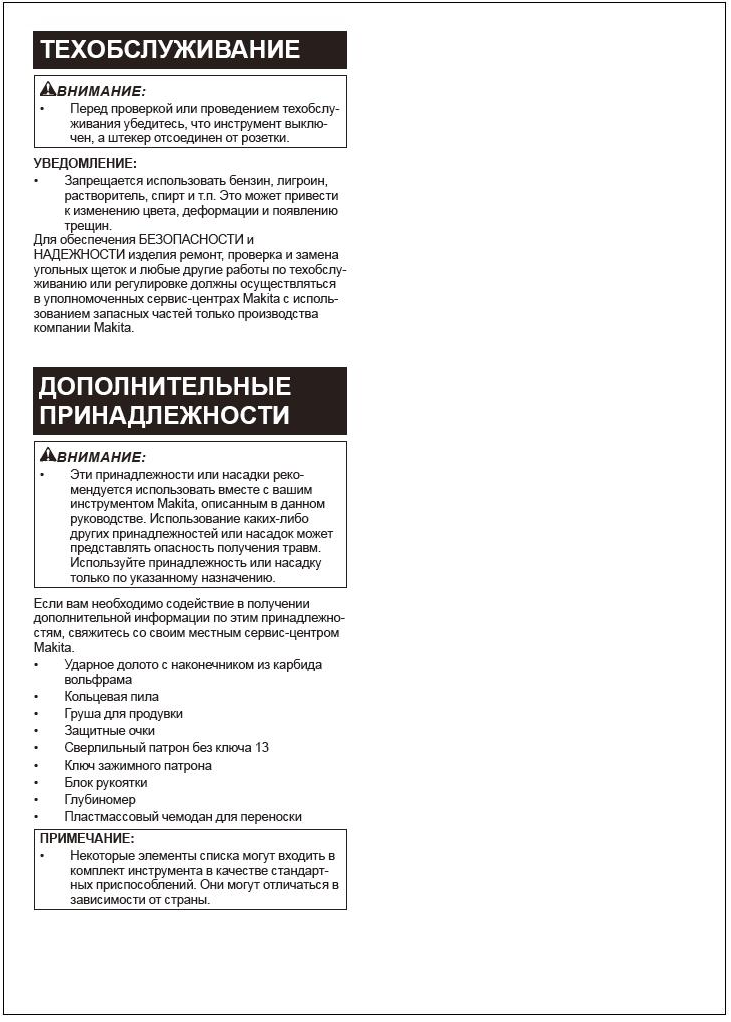 ТЕХОБСЛУЖИВАНИЕ
ВНИМАНИЕ:
• Перед проверкой или проведением техобслу-
живания убедитесь, что инструмент выклю-
чен, а штекер отсоединен от розетки.
УВЕДОМЛЕНИЕ:
• Запрещается использовать бензин, лигроин,
растворитель, спирт и т.п. Это может привести
к изменению цвета, деформации и появлению
трещин.
Для обеспечения БЕЗОПАСНОСТИ и
НАДЕЖНОСТИ изделия ремонт, проверка и замена
угольных щеток и любые другие работы по техобслу-
живанию или регулировке должны осуществляться
в уполномоченных сервис-центрах Makita с исполь-
зованием запасных частей только производства
компании Makita.
ДОПОЛНИТЕЛЬНЫЕ
ПРИНАДЛЕЖНОСТИ
ВНИМАНИЕ:
• Эти принадлежности или насадки реко-
мендуется использовать вместе с вашим
инструментом Makita, описанным в данном
руководстве. Использование каких-либо
других принадлежностей или насадок может
представлять опасность получения травм.
Используйте принадлежность или насадку
только по указанному назначению.
Если вам необходимо содействие в получении
дополнительной информации по этим принадлежно-
стям, свяжитесь со своим местным сервис-центром
Makita.
• Ударное долото с наконечником из карбида
вольфрама
• Кольцевая пила
• Груша для продувки
• Защитные очки
• Сверлильный патрон без ключа 13
• Ключ зажимного патрона
• Блок рукоятки
• Глубиномер
• Пластмассовый чемодан для переноски
ПРИМЕЧАНИЕ:
• Некоторые элементы списка могут входить в
комплект инструмента в качестве стандарт-
ных приспособлений. Они могут отличаться в
зависимости от страны.